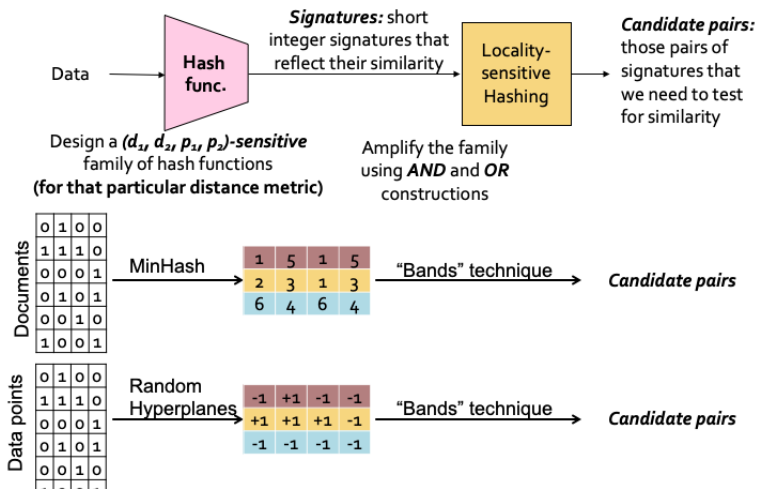 Signatures: short
integer signatures that
reflect their similarity
Candidate pairs:
those pairs of
signatures that
we need to test
for similarity
Data
Hash
func.
Locality-
sensitive
Hashing
Design a (d₁, d₂, p₁, p₂)-sensitive
family of hash functions
(for that particular distance metric)
Amplify the family
using AND and OR
constructions
Documents
0 1 0 0
1 1 1 0
0 0 0 1
0 1 0 1
0 0 1 0
1 0 0 1
MinHash
1 5 1 5
2 3 1 3
6 4 6 4
“Bands” technique
Candidate pairs
Data points
0 1 0 0
1 1 1 0
0 0 0 1
0 1 0 1
0 0 1 0
Random
Hyperplanes
-1 +1 -1 -1
+1 +1 +1 -1
-1 -1 -1 -1
“Bands” technique
Candidate pairs